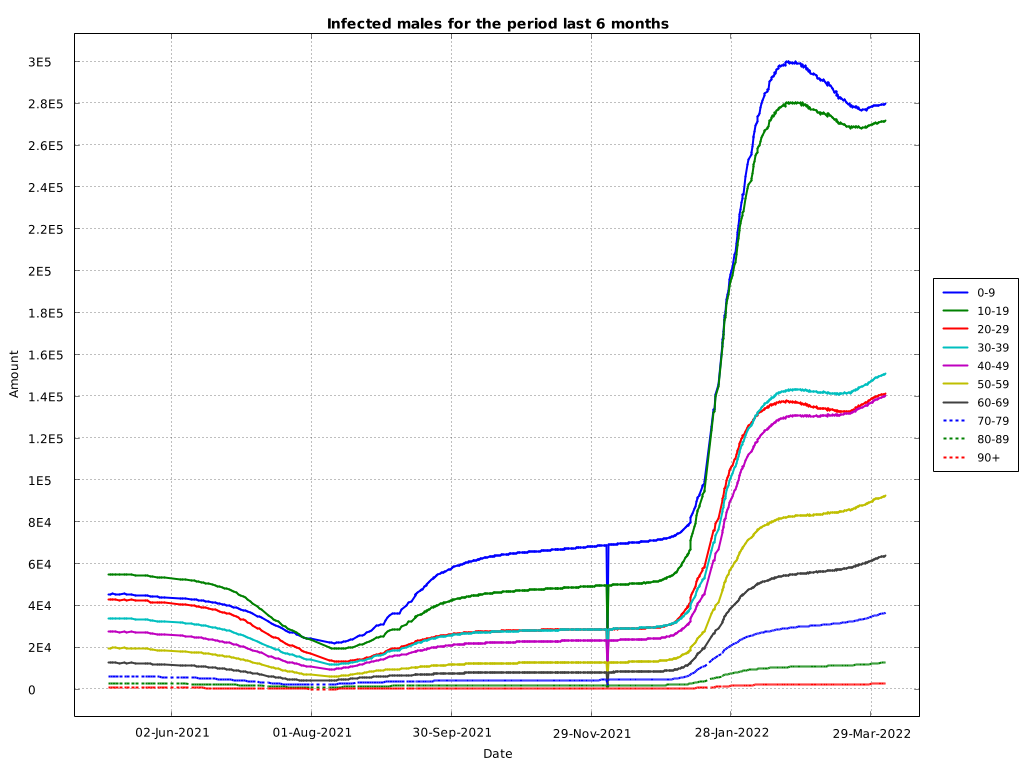 Infected males for the period last 6 months
3E5
2.8E5
2.6E5
2.4E5
2.2E5
2E5
1.8E5
1.6E5
1.4E5
1.2E5
1E5
8E4
6E4
4E4
2E4
0
Amount
02-Jun-2021
01-Aug-2021
30-Sep-2021
29-Nov-2021
28-Jan-2022
29-Mar-2022
Date
0-9
10-19
20-29
30-39
40-49
50-59
60-69
70-79
80-89
90+